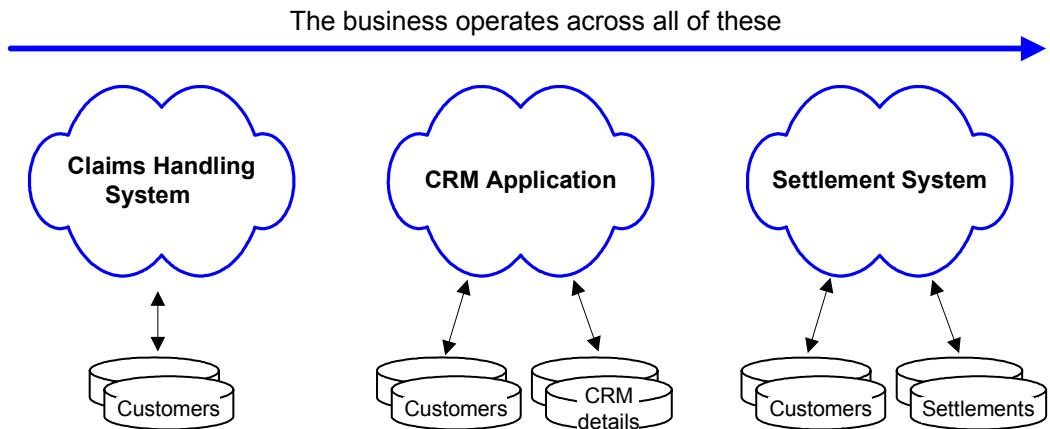 The business operates across all of these
Claims Handling
System
CRM Application
Settlement System
Customers
Customers
CRM
details
Customers
Settlements